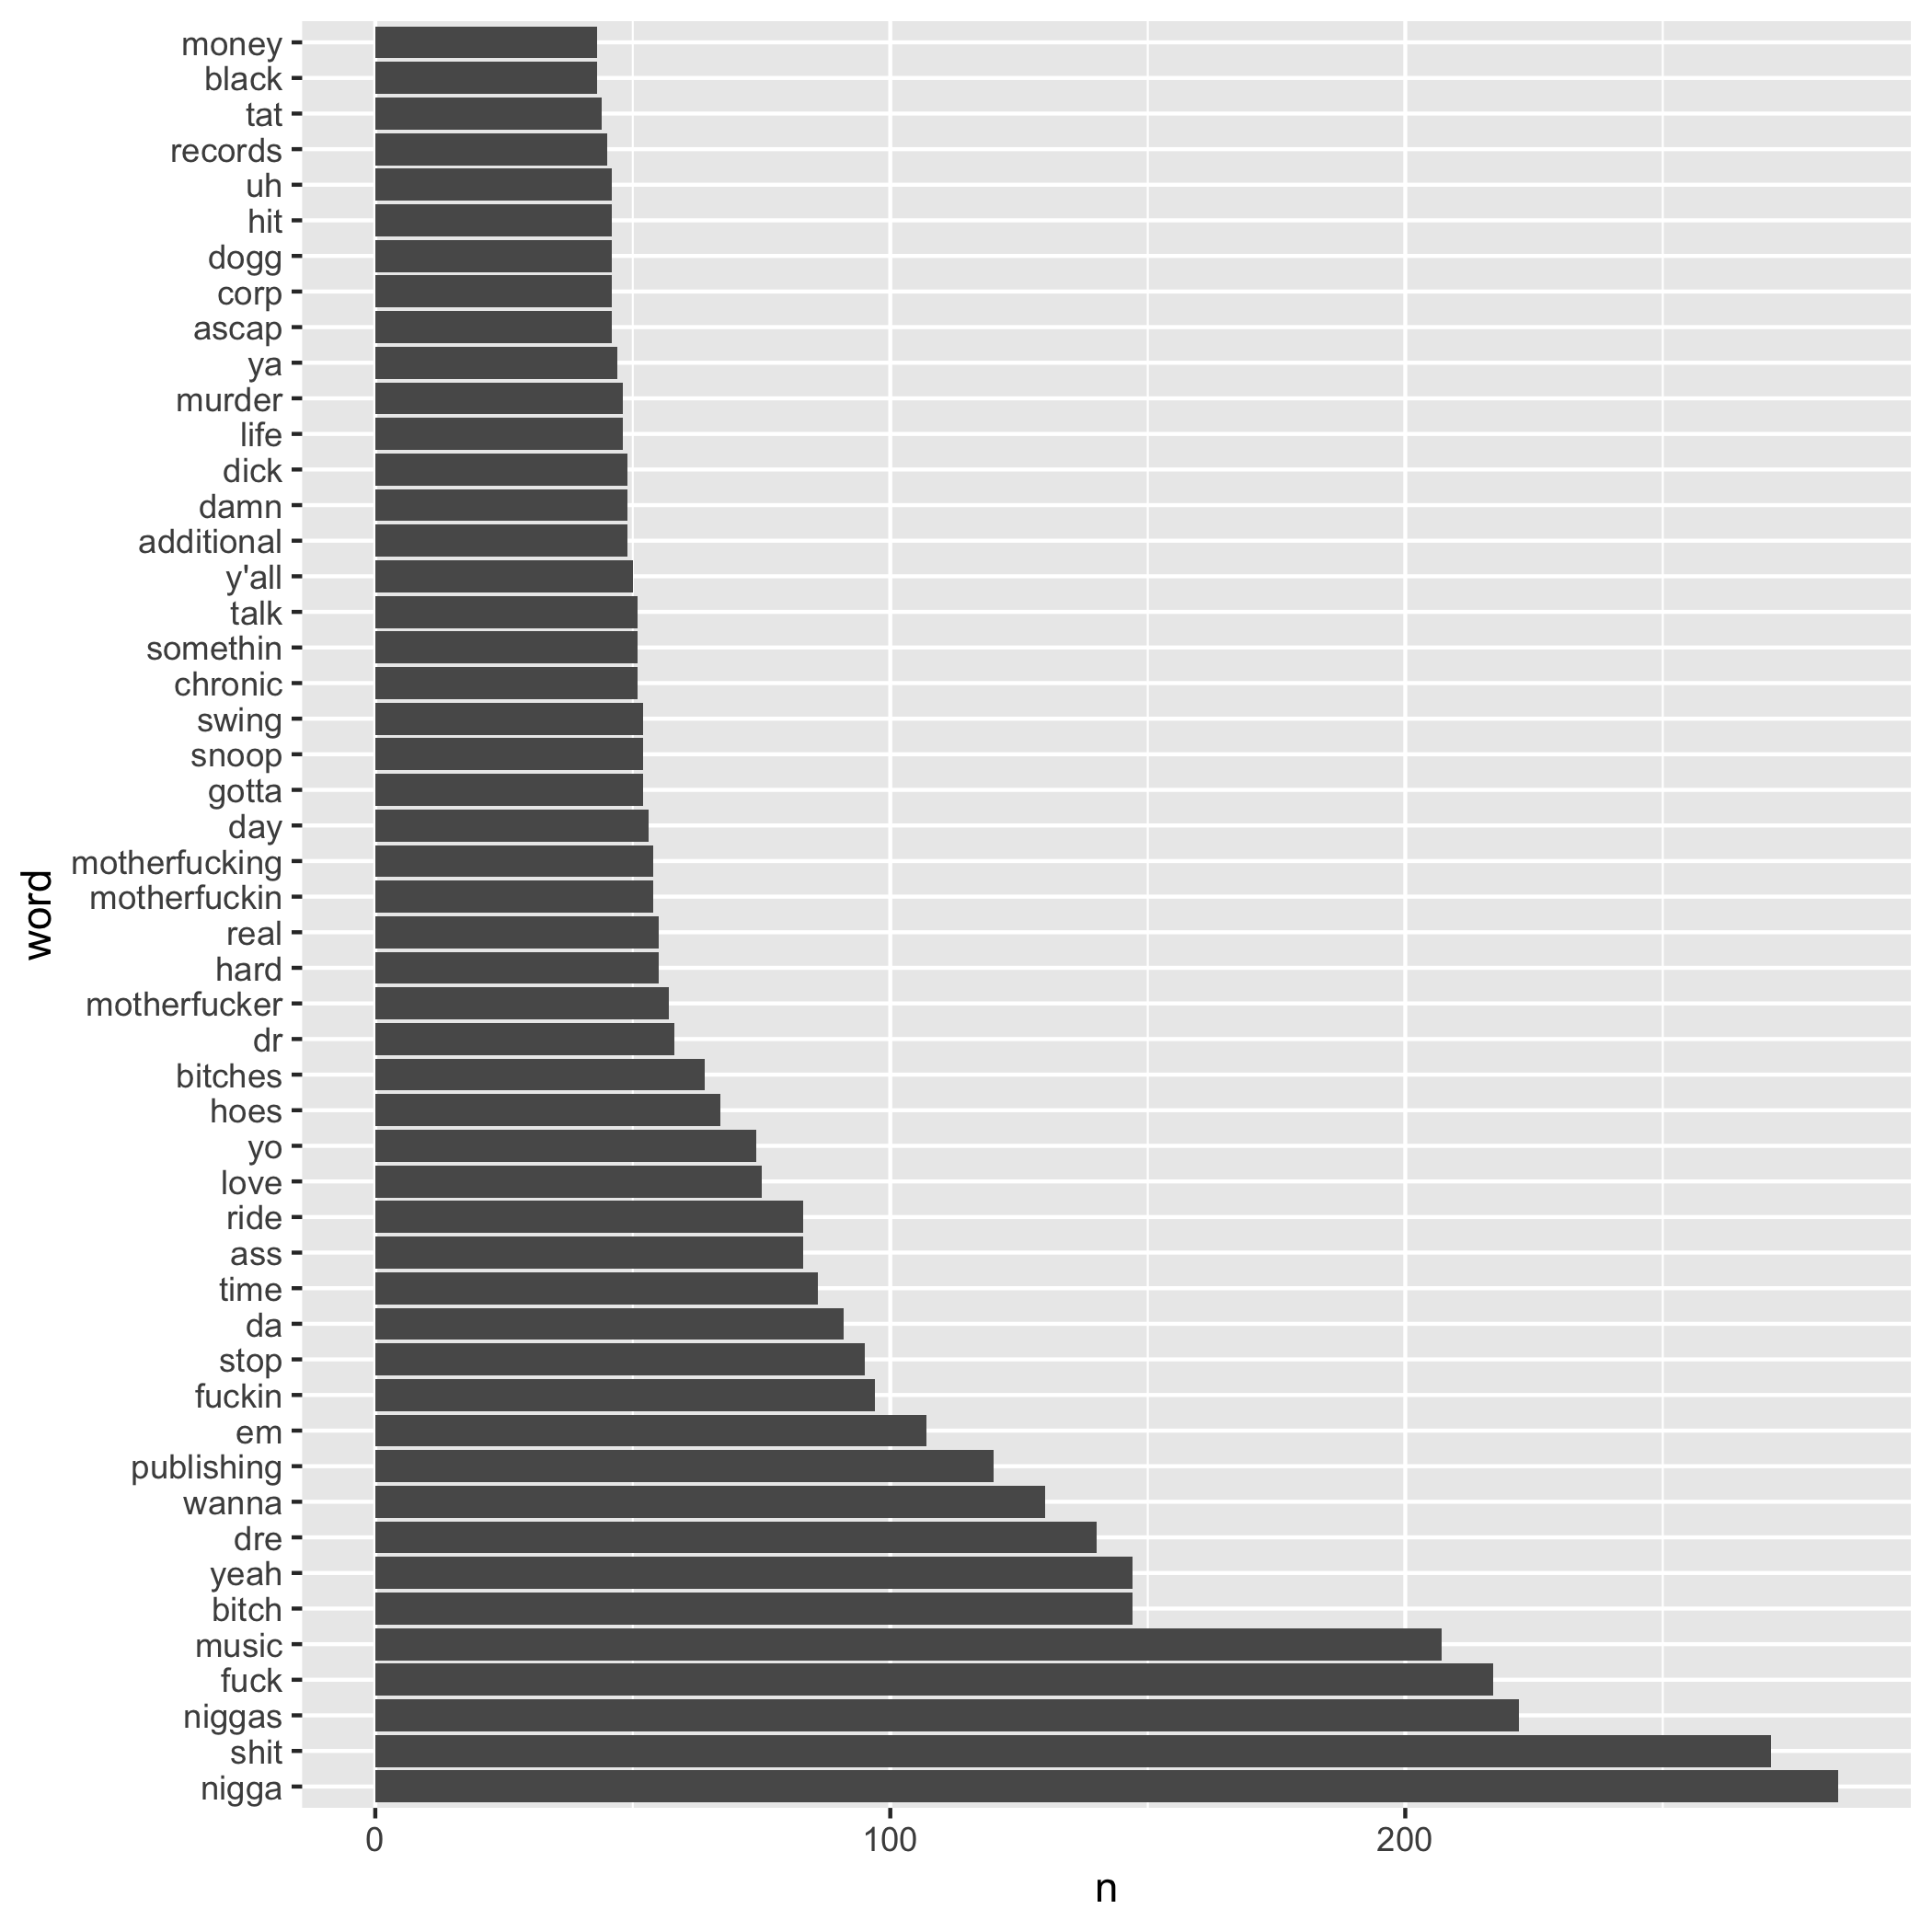 money
black
tat
records
uh
hit
dogg
corp
ascap
ya
murder
life
dick
damn
additional
y'all
talk
somethin
chronic
swing
snoop
gotta
day
motherfucking
motherfuckin
real
hard
motherfucker
dr
bitches
hoes
yo
love
ride
ass
time
da
stop
fuckin
em
publishing
wanna
dre
yeah
bitch
music
fuck
niggas
shit
nigga
word
0 100 200
n